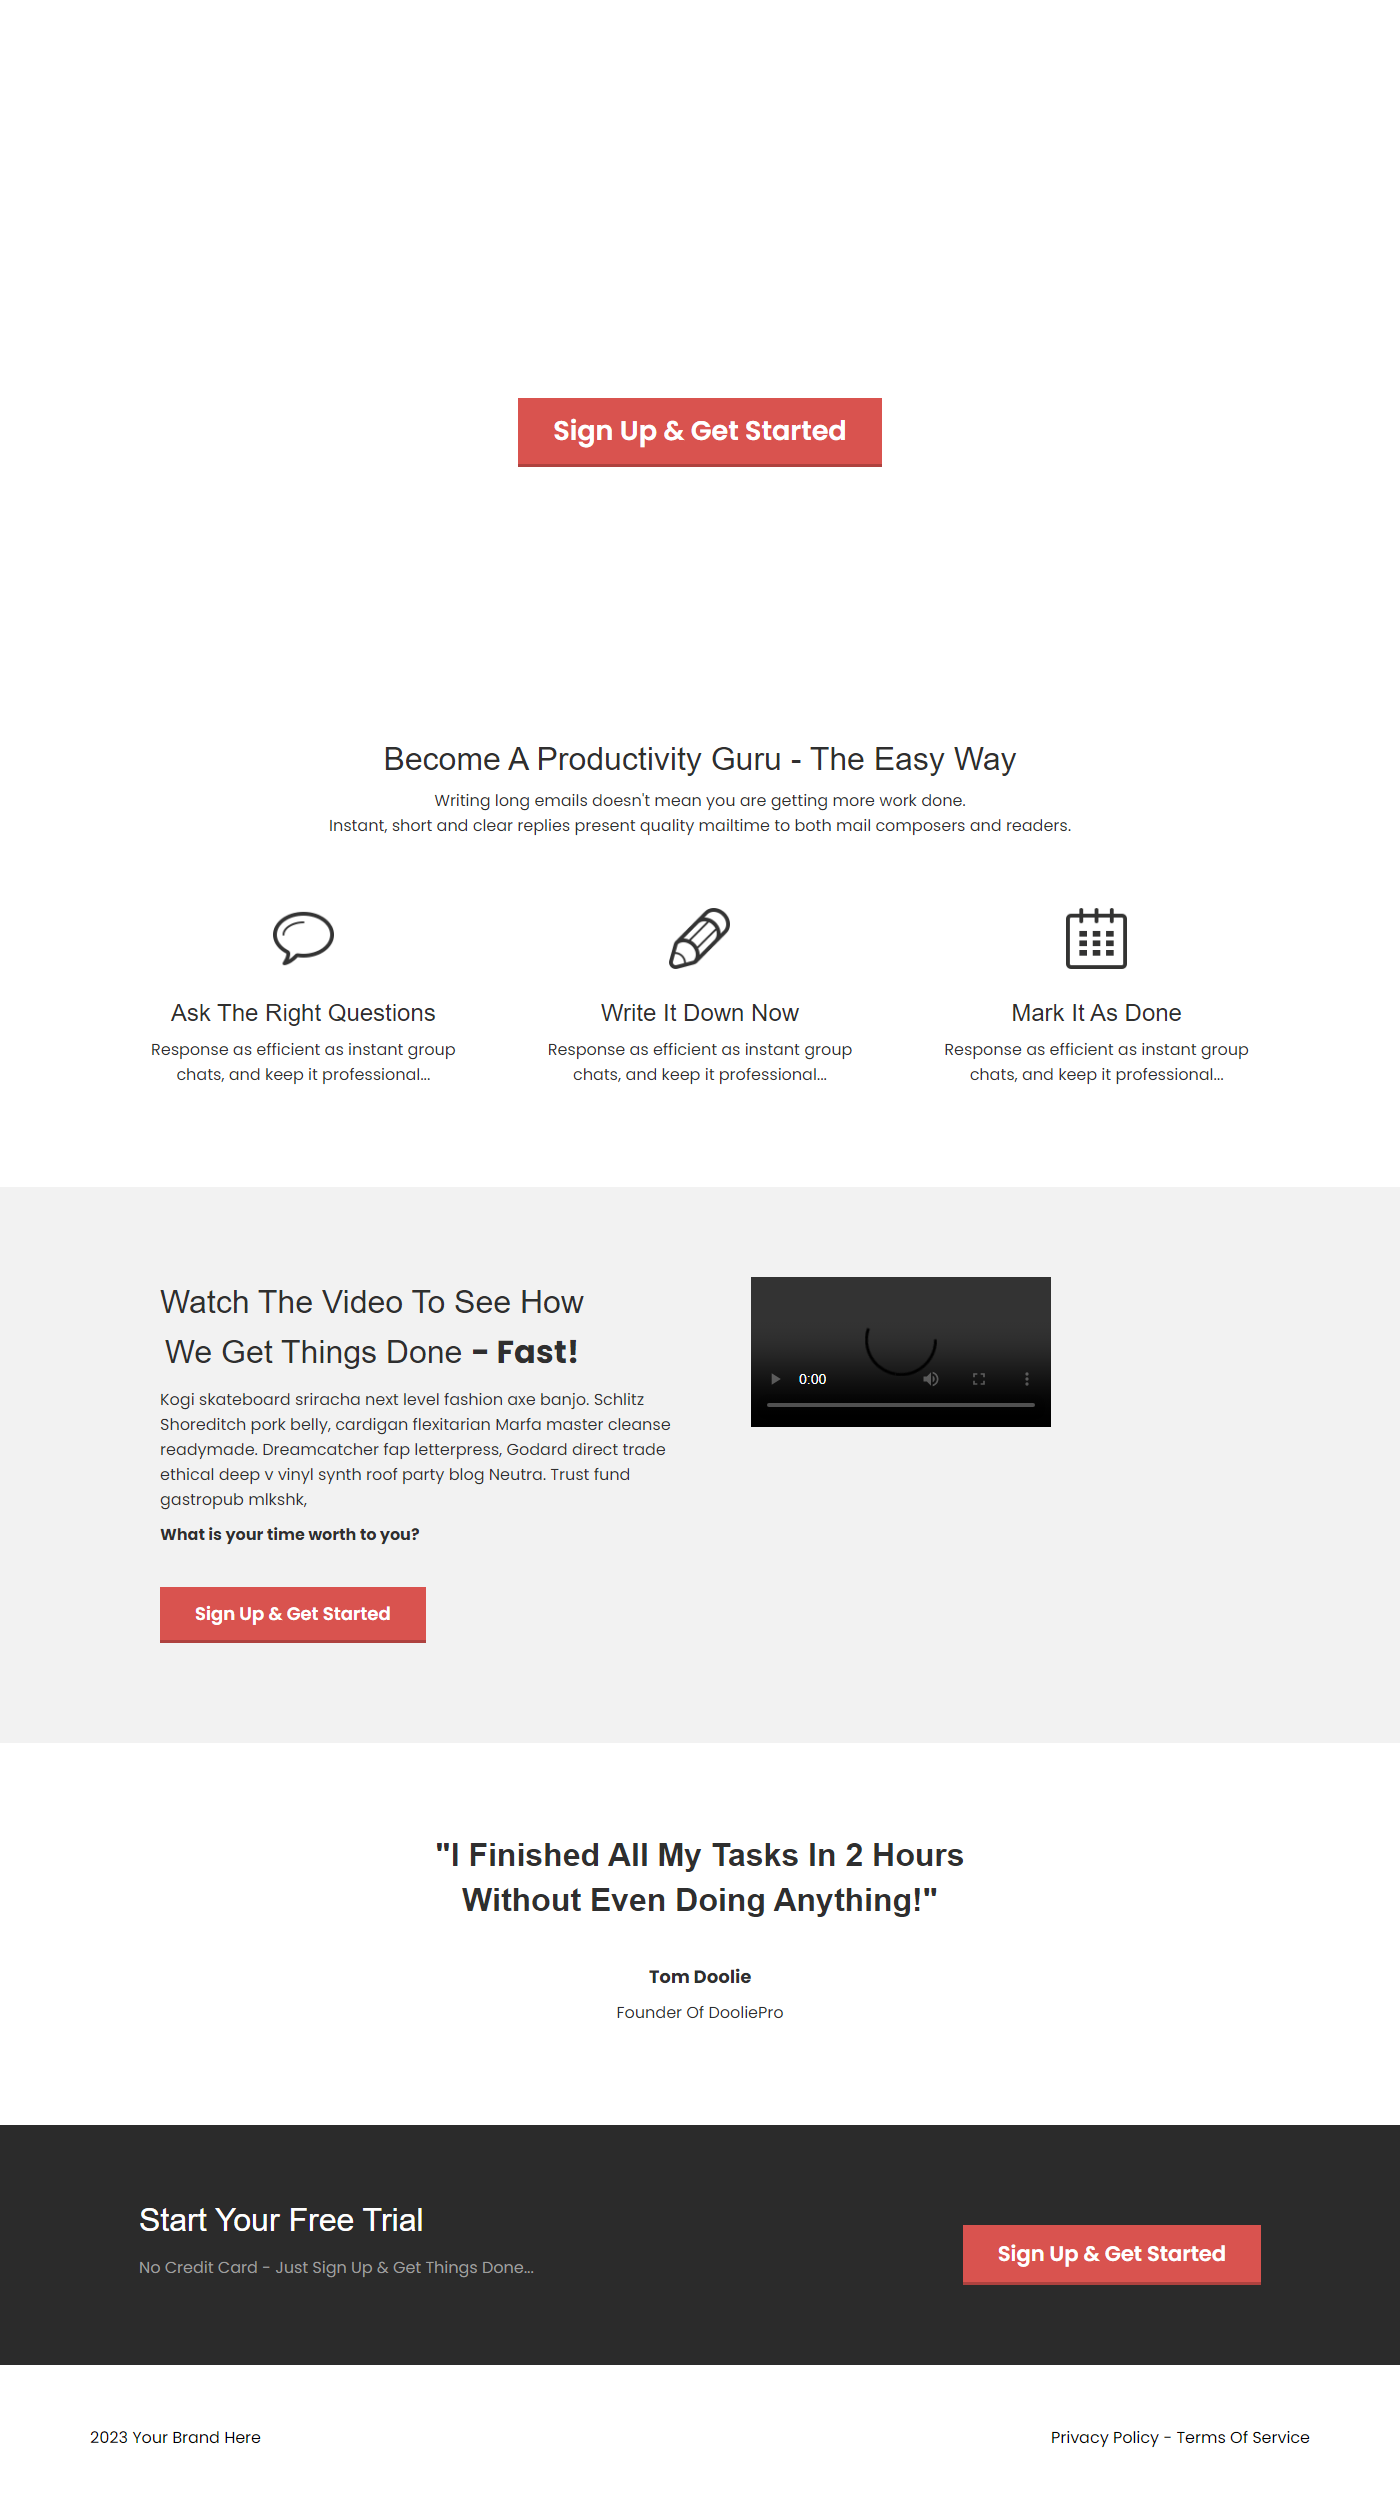 Sign Up & Get Started
Become A Productivity Guru - The Easy Way
Writing long emails doesn't mean you are getting more work done.
Instant, short and clear replies present quality mailtime to both mail composers and readers.
Ask The Right Questions
Response as efficient as instant group
chats, and keep it professional...
Write It Down Now
Response as efficient as instant group
chats, and keep it professional...
Mark It As Done
Response as efficient as instant group
chats, and keep it professional...
Watch The Video To See How
We Get Things Done - Fast!
Kogi skateboard sriracha next level fashion axe banjo. Schlitz
Shoreditch pork belly, cardigan flexitarian Marfa master cleanse
readymade. Dreamcatcher fap letterpress, Godard direct trade
ethical deep v vinyl synth roof party blog Neutra. Trust fund
gastropub mlkshk,
What is your time worth to you?
Sign Up & Get Started
0:00
"I Finished All My Tasks In 2 Hours
Without Even Doing Anything!"
Tom Doolie
Founder Of DooliePro
Start Your Free Trial
No Credit Card - Just Sign Up & Get Things Done...
Sign Up & Get Started
2023 Your Brand Here
Privacy Policy - Terms Of Service